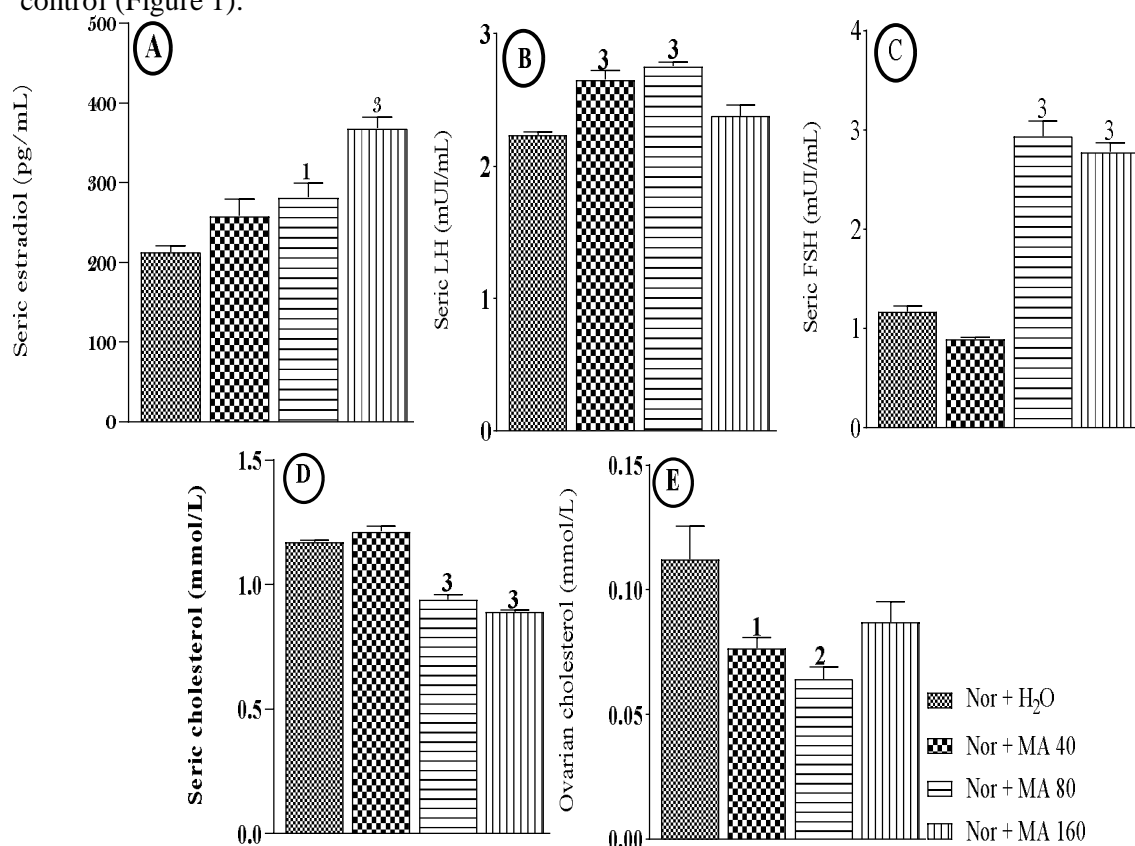 control (Figure 1).
A
Seric estradiol (pg/mL)
500
400
300
200
100
0
1
3
B
Seric LH (mUI/mL)
3
2
1
0
3
3
C
Seric FSH (mUI/mL)
4
3
2
1
0
3
3
D
Seric cholesterol (mmol/L)
1.5
1.0
0.5
0.0
3
3
E
Ovarian cholesterol (mmol/L)
0.15
0.10
0.05
0.00
1
2
Nor + H₂O
Nor + MA 40
Nor + MA 80
Nor + MA 160